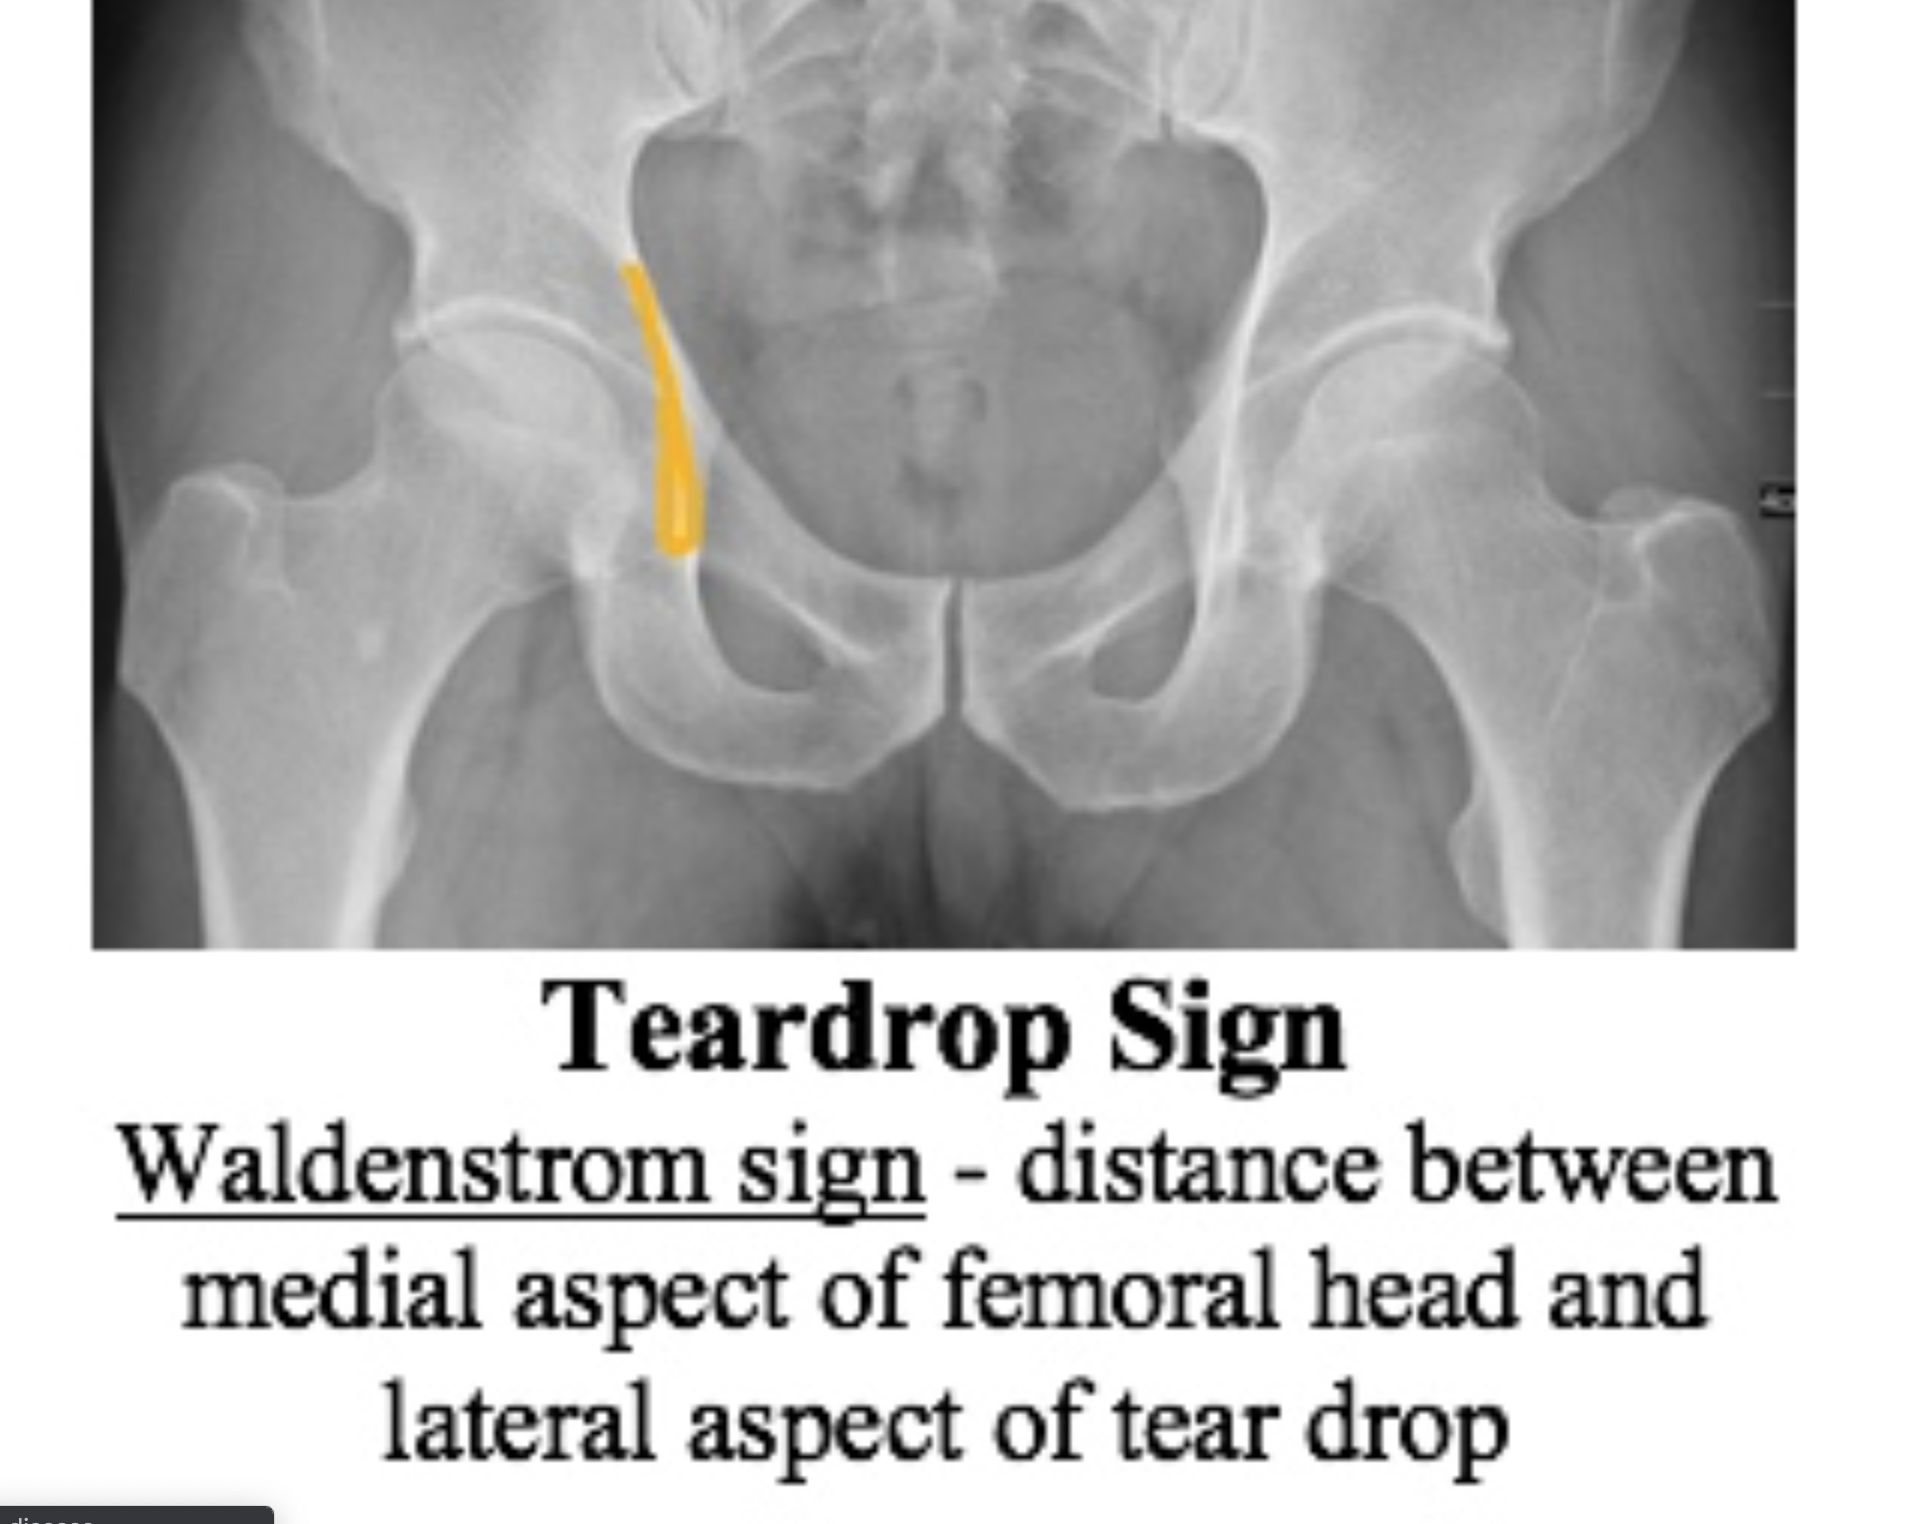 Teardrop Sign
Waldenstrom sign - distance between
medial aspect of femoral head and
lateral aspect of tear drop